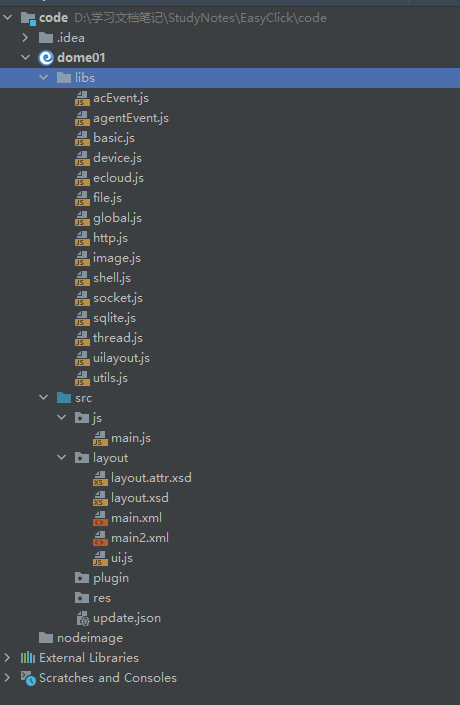 code D:\学习文档笔记\StudyNotes\EasyClick\code
.idea
dome01
libs
acEvent.js
agentEvent.js
basic.js
device.js
ecloud.js
file.js
global.js
http.js
image.js
shell.js
socket.js
sqlite.js
thread.js
uilayout.js
utils.js
src
js
main.js
layout
layout.attr.xsd
layout.xsd
main.xml
main2.xml
ui.js
plugin
res
update.json
nodeimage
External Libraries
Scratches and Consoles